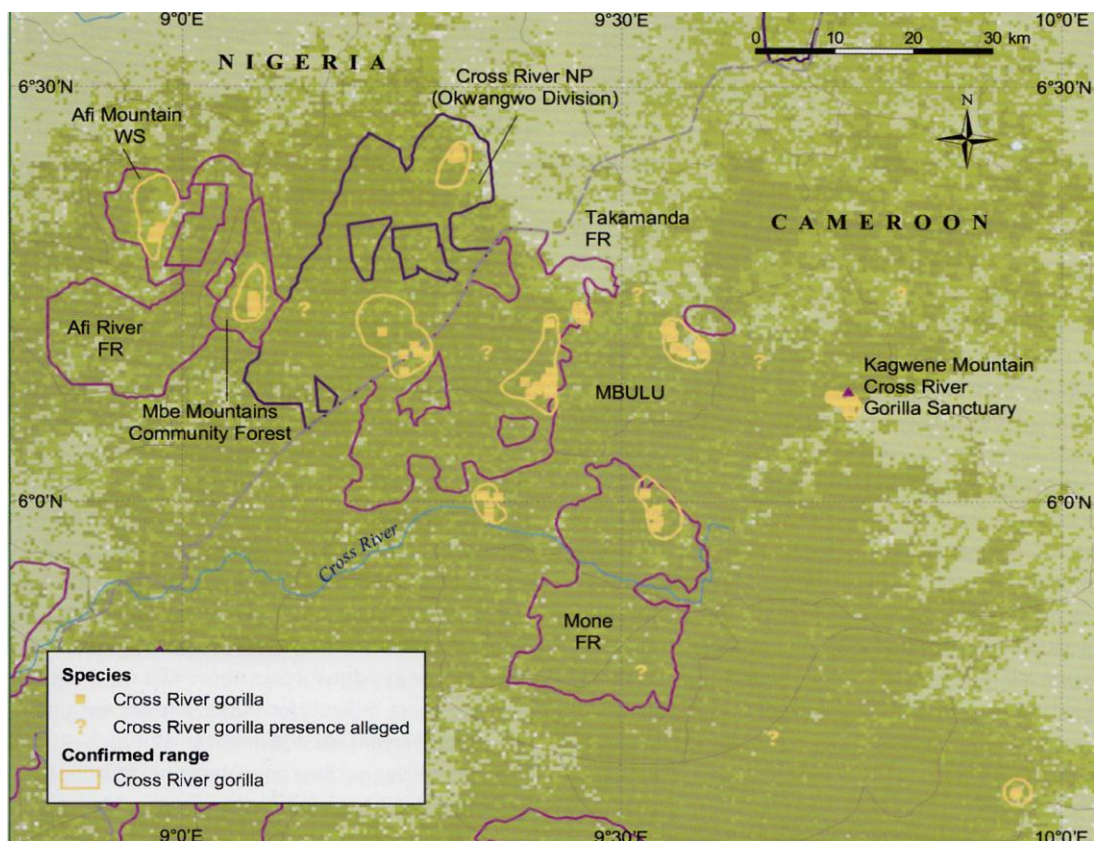 9°0'E
9°30'E
10°0'E
0 10 20 30 km
NIGERIA
6°30'N
6°30'N
Cross River NP
(Okwangwo Division)
Afi Mountain
WS
N
CAMEROON
Takamanda
FR
?
?
?
Afi River
FR
?
?
Kagwene Mountain
Cross River
Gorilla Sanctuary
MBULU
Mbe Mountains
Community Forest
6°0'N
6°0'N
Cross River
Mone
FR
?
?
Species
Cross River gorilla
? Cross River gorilla presence alleged
Confirmed range
Cross River gorilla
9°0'E
9°30'E
10°0'E